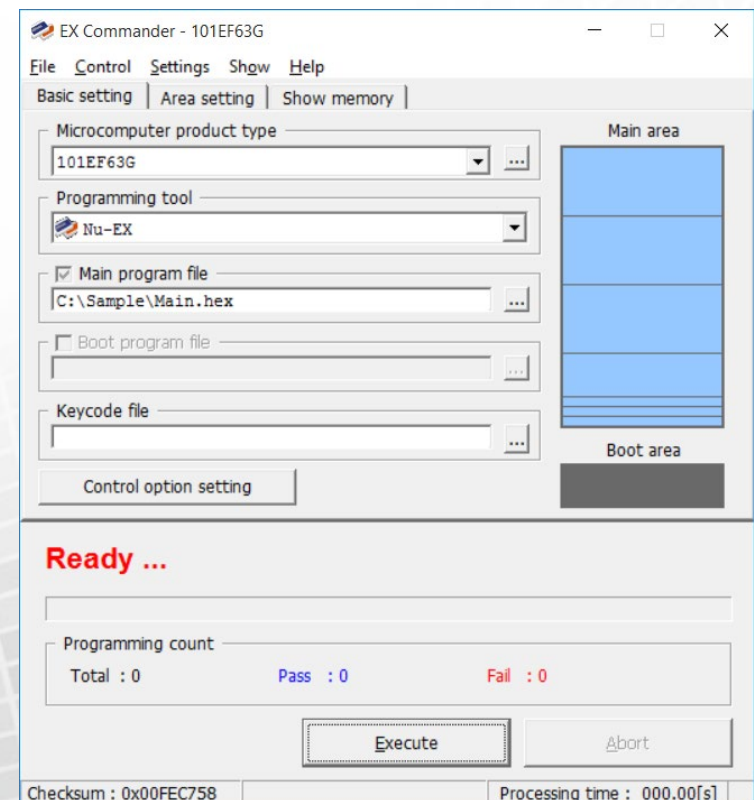 EX Commander - 101EF63G
File Control Settings Show Help
Basic setting Area setting Show memory
Microcomputer product type
Main area
101EF63G
...
Programming tool
Nu-EX
Main program file
C:\Sample\Main.hex
...
Boot program file
...
Keycode file
...
Boot area
Control option setting
Ready ...
Programming count
Total : 0 Pass : 0 Fail : 0
Execute Abort
Checksum : 0x00FEC758 Processing time : 000.00[s]